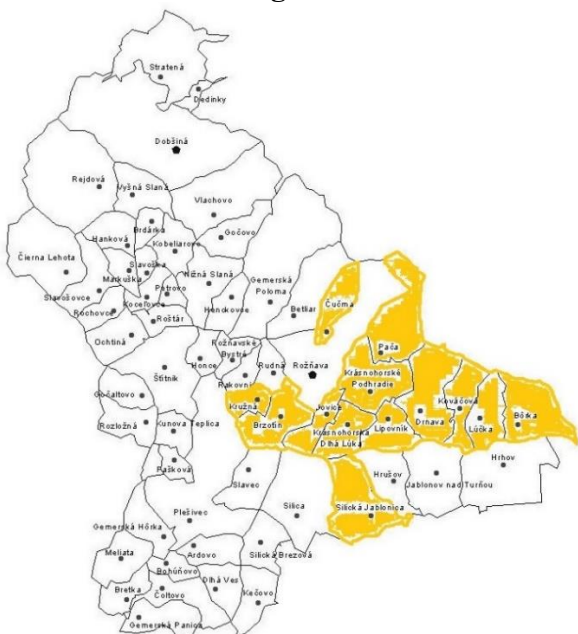 Stratená
Dedinky
Dobšiná
Rejdová
Vyšná Slaná
Vlachovo
Brdárka
Gočovo
Hanková
Kobeliarovo
Čierna Lehota
Slavoška
Markuška
Nižná Slaná
Gemerská
Poloma
Petrovo
Slavošovce
Koceľovce
Henckovce
Betliar
Čučma
Rochovce
Roštár
Ochtiná
Rožňavské
Bystré
Pača
Honce
Rudná
Rožňava
Štítnik
Rakovni
Krásnohorské
Podhradie
Gočaltovo
Kružná
Jovice
Kováčová
Rozložná
Kunova Teplica
Brzotín
Krásnohorská
Dlhá Lúka
Lipovník
Drnava
Lúčka
Bôrka
Pašková
Hrhov
Slavec
Hrušov
Jablonov nad Turňou
Plešivec
Silica
Silická Jablonica
Gemerská Hôrka
Meliata
Ardovo
Silická Brezová
Bohúňovo
Bretka
Čoltovo
Dlhá Ves
Kečovo
Gemerská Panica